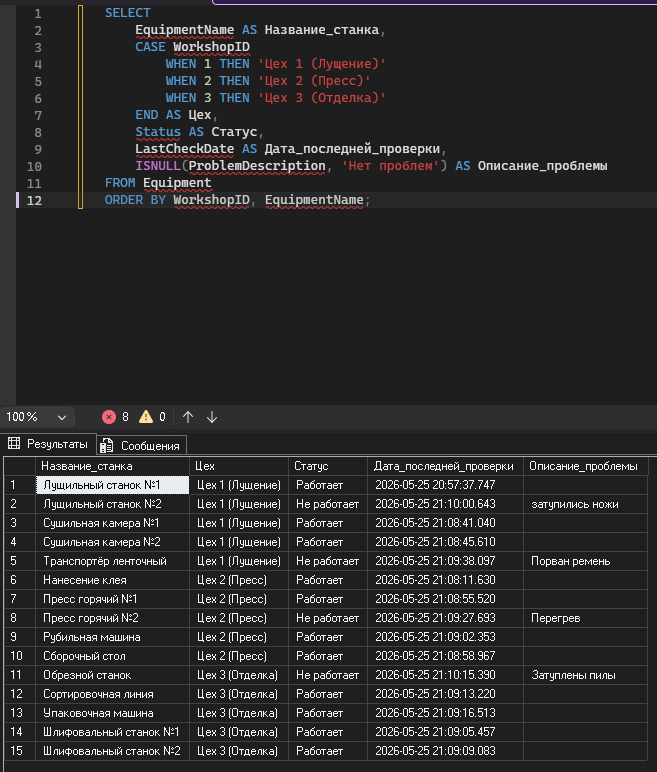 1 SELECT
2 EquipmentName AS Название_станка,
3 CASE WorkshopID
4 WHEN 1 THEN 'Цех 1 (Лущение)'
5 WHEN 2 THEN 'Цех 2 (Пресс)'
6 WHEN 3 THEN 'Цех 3 (Отделка)'
7 END AS Цех,
8 Status AS Статус,
9 LastCheckDate AS Дата_последней_проверки,
10 ISNULL(ProblemDescription, 'Нет проблем') AS Описание_проблемы
11 FROM Equipment
12 ORDER BY WorkshopID, EquipmentName;
100 % 8 0
Результаты Сообщения
Название_станка Цех Статус Дата_последней_проверки Описание_проблемы
1 Лущильный станок №1 Цех 1 (Лущение) Работает 2026-05-25 20:57:37.747
2 Лущильный станок №2 Цех 1 (Лущение) Не работает 2026-05-25 21:10:00.643 затупились ножи
3 Сушильная камера №1 Цех 1 (Лущение) Работает 2026-05-25 21:08:41.040
4 Сушильная камера №2 Цех 1 (Лущение) Работает 2026-05-25 21:08:45.610
5 Транспортёр ленточный Цех 1 (Лущение) Не работает 2026-05-25 21:09:38.097 Порван ремень
6 Нанесение клея Цех 2 (Пресс) Работает 2026-05-25 21:08:11.630
7 Пресс горячий №1 Цех 2 (Пресс) Работает 2026-05-25 21:08:55.520
8 Пресс горячий №2 Цех 2 (Пресс) Не работает 2026-05-25 21:09:27.693 Перегрев
9 Рубильная машина Цех 2 (Пресс) Работает 2026-05-25 21:09:02.353
10 Сборочный стол Цех 2 (Пресс) Работает 2026-05-25 21:08:58.967
11 Обрезной станок Цех 3 (Отделка) Не работает 2026-05-25 21:10:15.390 Затуплены пилы
12 Сортировочная линия Цех 3 (Отделка) Работает 2026-05-25 21:09:13.220
13 Упаковочная машина Цех 3 (Отделка) Работает 2026-05-25 21:09:16.513
14 Шлифовальный станок №1 Цех 3 (Отделка) Работает 2026-05-25 21:09:05.457
15 Шлифовальный станок №2 Цех 3 (Отделка) Работает 2026-05-25 21:09:09.083